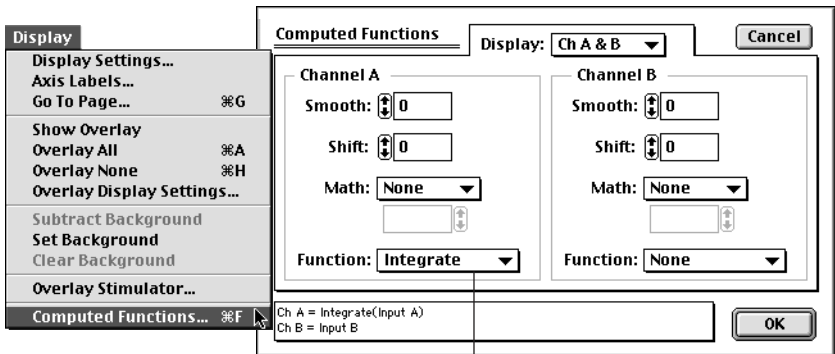 Display
Display Settings...
Axis Labels...
Go To Page... ⌘G
Show Overlay
Overlay All ⌘A
Overlay None ⌘H
Overlay Display Settings...
Subtract Background
Set Background
Clear Background
Overlay Stimulator...
Computed Functions... ⌘F
Computed Functions
Display: Ch A & B
Cancel
Channel A
Smooth: 0
Shift: 0
Math: None
Function: Integrate
Channel B
Smooth: 0
Shift: 0
Math: None
Function: None
Ch A = Integrate(Input A)
Ch B = Input B
OK